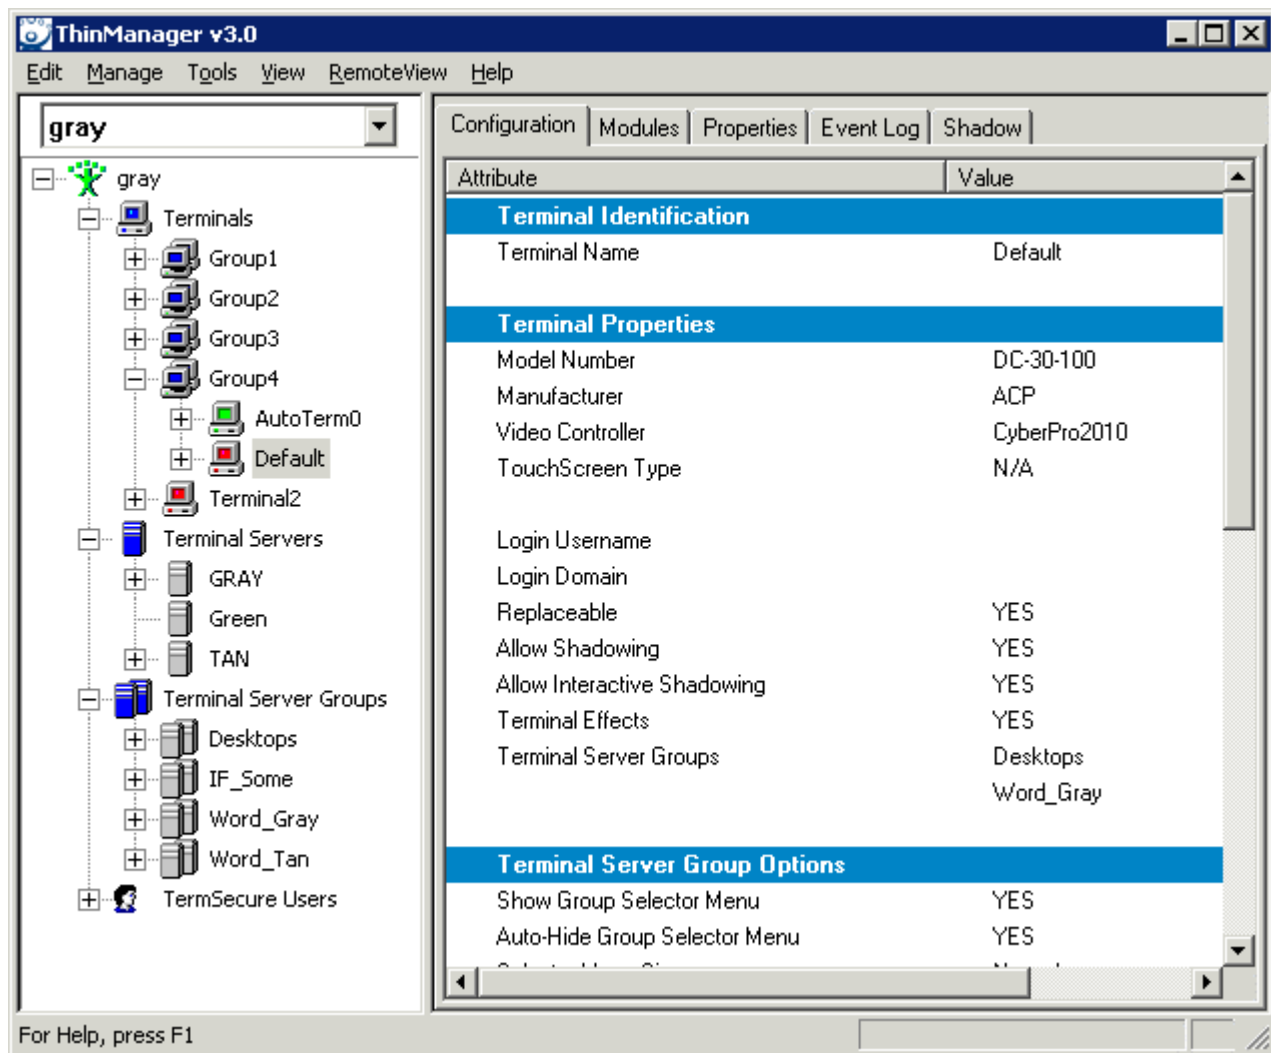 ThinManager v3.0
Edit Manage Tools View RemoteView Help
gray
gray
Terminals
Group1
Group2
Group3
Group4
AutoTerm0
Default
Terminal2
Terminal Servers
GRAY
Green
TAN
Terminal Server Groups
Desktops
IF_Some
Word_Gray
Word_Tan
TermSecure Users
Configuration Modules Properties Event Log Shadow
Attribute Value
Terminal Identification
Terminal Name Default
Terminal Properties
Model Number DC-30-100
Manufacturer ACP
Video Controller CyberPro2010
TouchScreen Type N/A
Login Username
Login Domain
Replaceable YES
Allow Shadowing YES
Allow Interactive Shadowing YES
Terminal Effects YES
Terminal Server Groups Desktops
Word_Gray
Terminal Server Group Options
Show Group Selector Menu YES
Auto-Hide Group Selector Menu YES
For Help, press F1